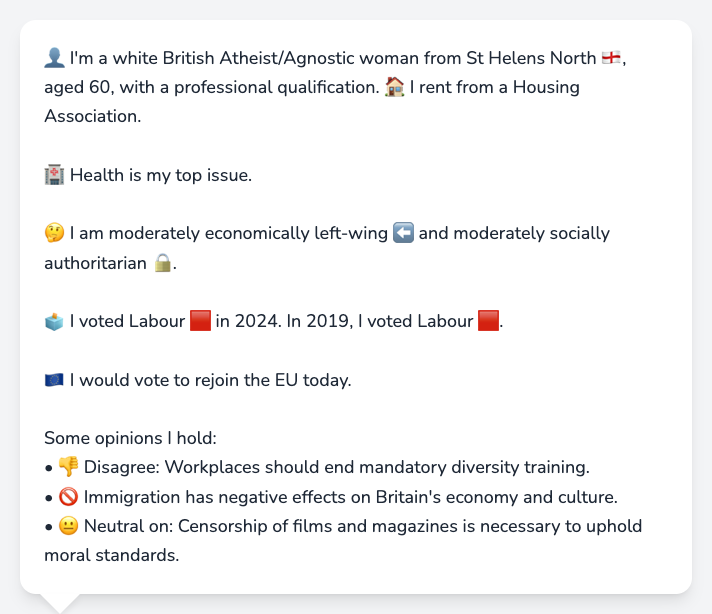 👤 I'm a white British Atheist/Agnostic woman from St Helens North 🏴󠁧󠁢󠁥󠁮󠁧󠁿,
aged 60, with a professional qualification. 🏠 I rent from a Housing
Association.
🏥 Health is my top issue.
🤔 I am moderately economically left-wing ⬅️ and moderately socially
authoritarian 🔒.
🗳️ I voted Labour 🟥 in 2024. In 2019, I voted Labour 🟥.
🇪🇺 I would vote to rejoin the EU today.
Some opinions I hold:
• 👎 Disagree: Workplaces should end mandatory diversity training.
• 🚫 Immigration has negative effects on Britain's economy and culture.
• 😐 Neutral on: Censorship of films and magazines is necessary to uphold
moral standards.